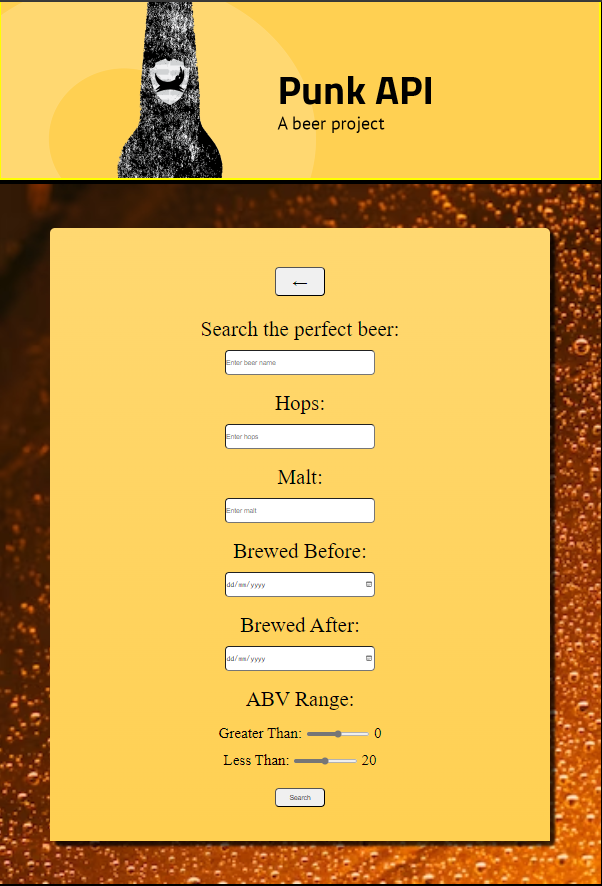 Punk API
A beer project
←
Search the perfect beer:
Enter beer name
Hops:
Enter hops
Malt:
Enter malt
Brewed Before:
dd/mm/yyyy
Brewed After:
dd/mm/yyyy
ABV Range:
Greater Than: 0
Less Than: 20
Search